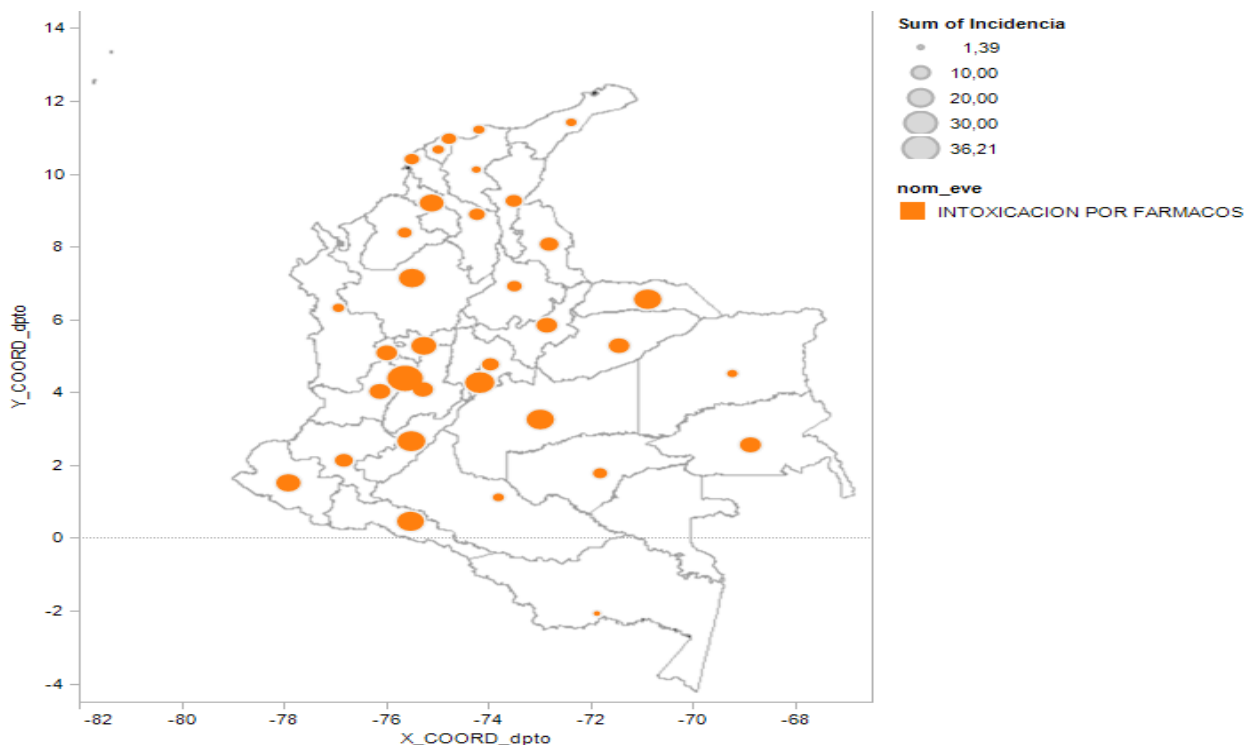 Sum of Incidencia
1,39
10,00
20,00
30,00
36,21
nom_eve
INTOXICACION POR FARMACOS
Y_COORD_dpto
14
12
10
8
6
4
2
0
-2
-4
-82 -80 -78 -76 -74 -72 -70 -68
X_COORD_dpto